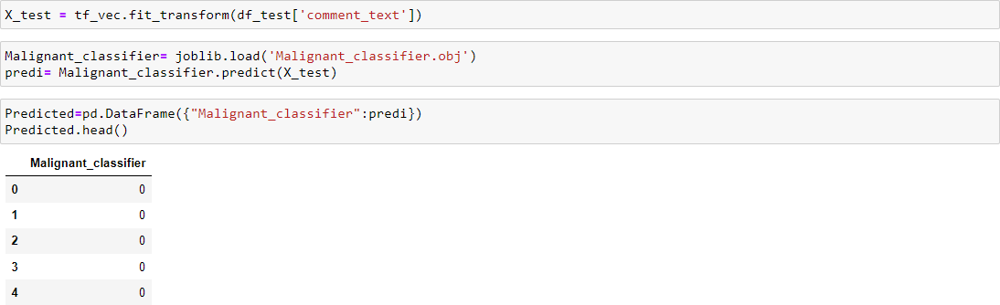 X_test = tf_vec.fit_transform(df_test['comment_text'])
Malignant_classifier= joblib.load('Malignant_classifier.obj')
predi= Malignant_classifier.predict(X_test)
Predicted=pd.DataFrame({"Malignant_classifier":predi})
Predicted.head()
Malignant_classifier
0 0
1 0
2 0
3 0
4 0